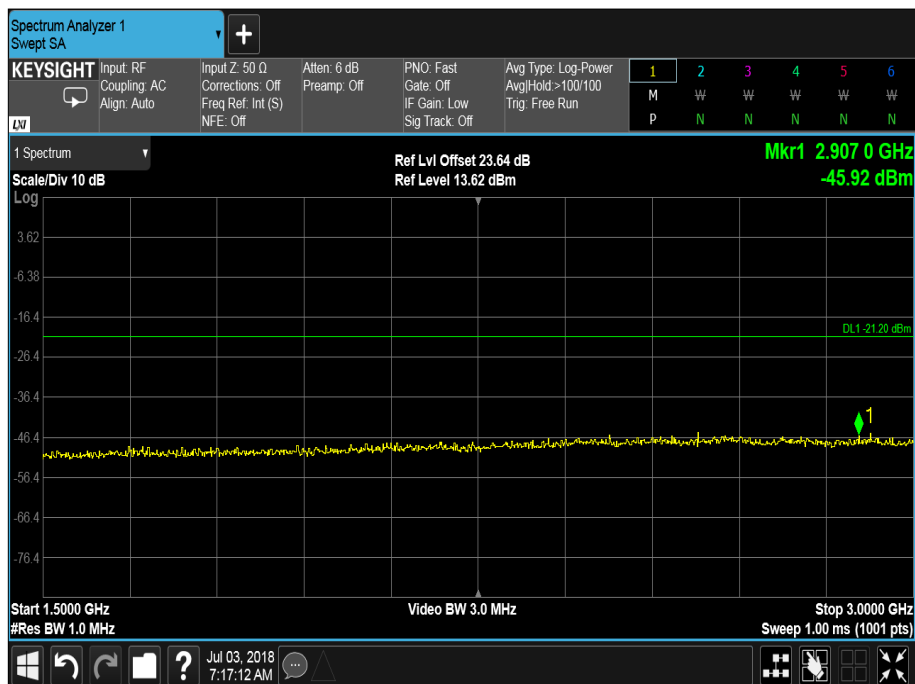 Spectrum Analyzer 1
Swept SA
KEYSIGHT
LXI
Input: RF
Coupling: AC
Align: Auto
Input Z: 50 Ω
Corrections: Off
Freq Ref: Int (S)
NFE: Off
Atten: 6 dB
Preamp: Off
PNO: Fast
Gate: Off
IF Gain: Low
Sig Track: Off
Avg Type: Log-Power
Avg|Hold:>100/100
Trig: Free Run
1 2 3 4 5 6
M W W W W W
P N N N N N
1 Spectrum
Scale/Div 10 dB
Ref Lvl Offset 23.64 dB
Ref Level 13.62 dBm
Mkr1 2.907 0 GHz
-45.92 dBm
Log
3.62
-6.38
-16.4
DL1 -21.20 dBm
-26.4
-36.4
1
-46.4
-56.4
-66.4
-76.4
Start 1.5000 GHz
#Res BW 1.0 MHz
Video BW 3.0 MHz
Stop 3.0000 GHz
Sweep 1.00 ms (1001 pts)
?
Jul 03, 2018
7:17:12 AM